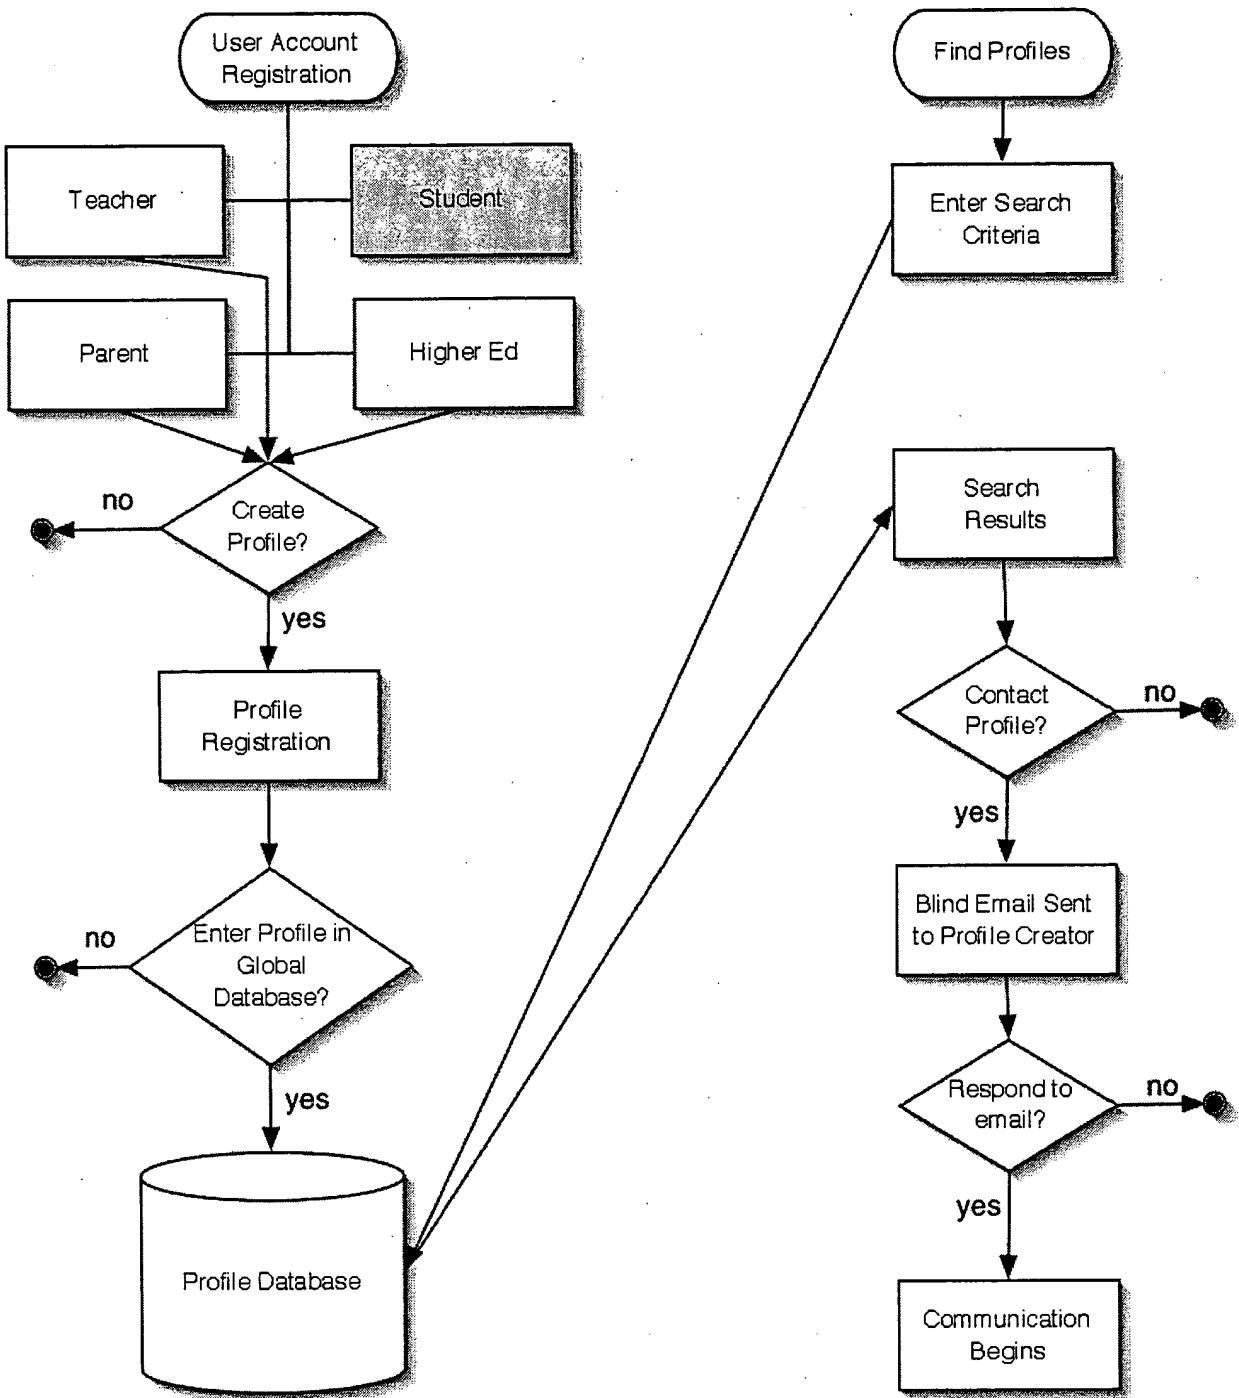 User Account
Registration
Teacher
Student
Parent
Higher Ed
no
Create
Profile?
yes
Profile
Registration
no
Enter Profile in
Global
Database?
yes
Profile Database
Find Profiles
Enter Search
Criteria
Search
Results
Contact
Profile?
no
yes
Blind Email Sent
to Profile Creator
Respond to
email?
no
yes
Communication
Begins